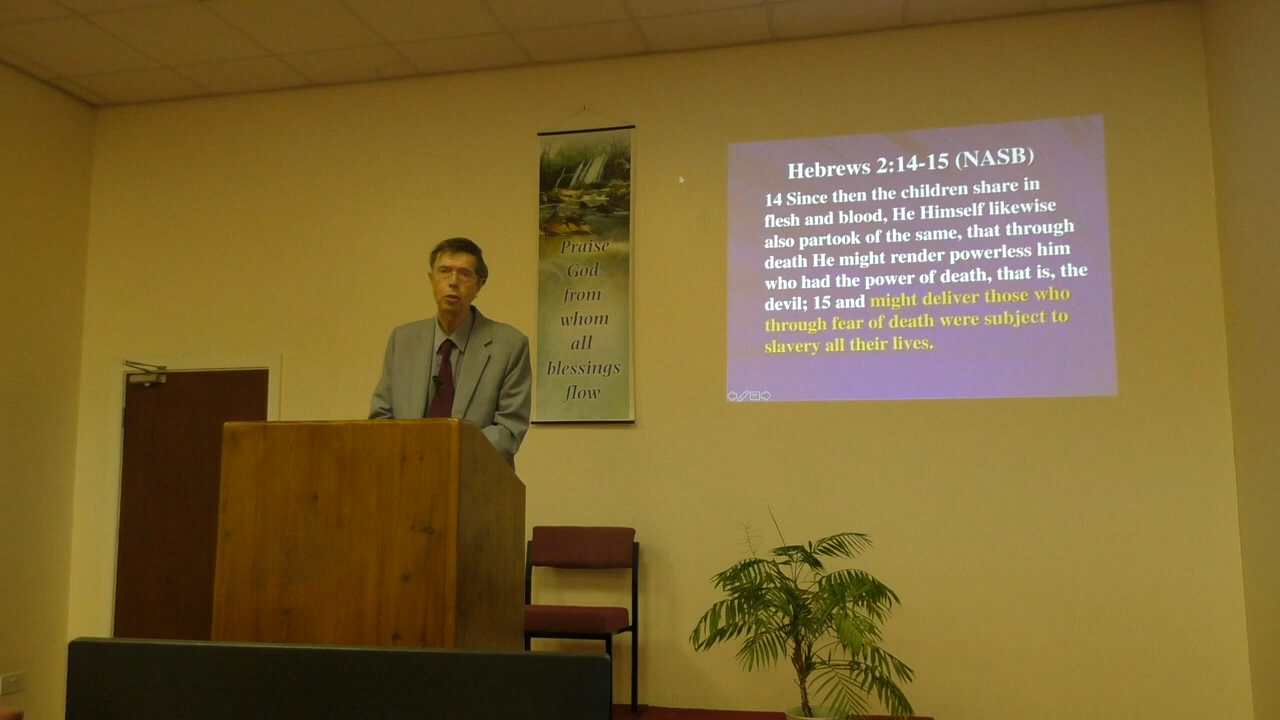 Praise
God
from
whom
all
blessings
flow
Hebrews 2:14-15 (NASB)
14 Since then the children share in
flesh and blood, He Himself likewise
also partook of the same, that through
death He might render powerless him
who had the power of death, that is, the
devil; 15 and might deliver those who
through fear of death were subject to
slavery all their lives.